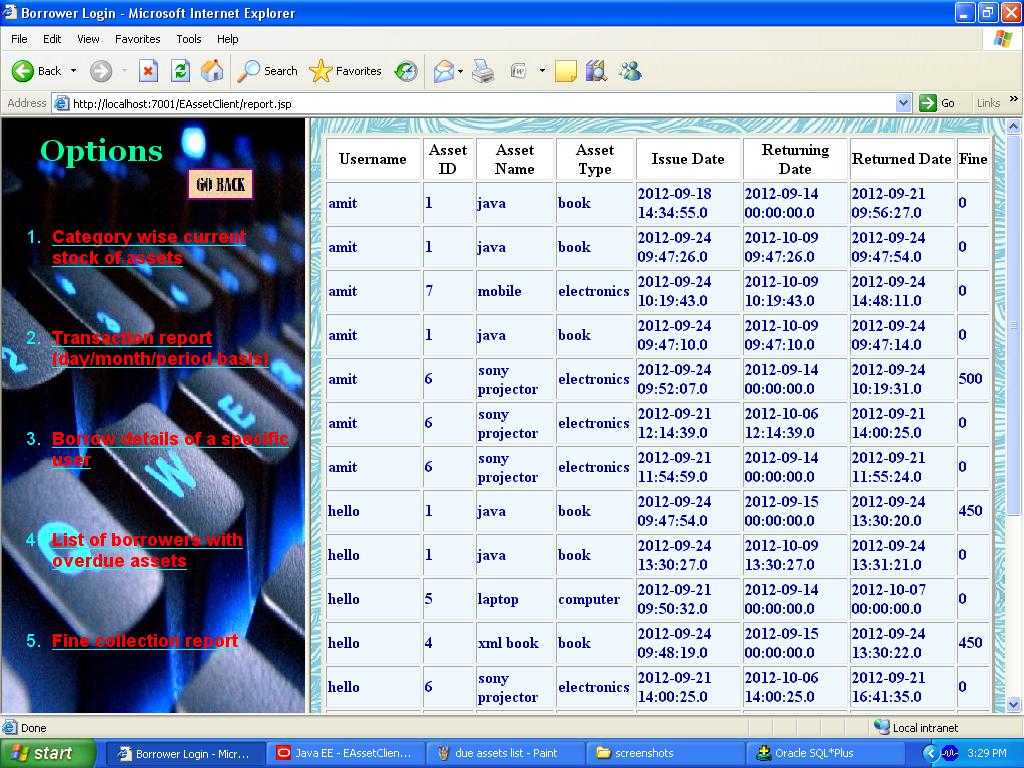 Borrower Login - Microsoft Internet Explorer
File Edit View Favorites Tools Help
Back Search Favorites
Address http://localhost:7001/EAssetClient/report.jsp Go Links »
Options
GO BACK
1. Category wise current
stock of assets
2. Transaction report
(day/month/period basis)
3. Borrow details of a specific
user
4. List of borrowers with
overdue assets
5. Fine collection report
Username Asset ID Asset Name Asset Type Issue Date Returning Date Returned Date Fine
amit 1 java book 2012-09-18 14:34:55.0 2012-09-14 00:00:00.0 2012-09-21 09:56:27.0 0
amit 1 java book 2012-09-24 09:47:26.0 2012-10-09 09:47:26.0 2012-09-24 09:47:54.0 0
amit 7 mobile electronics 2012-09-24 10:19:43.0 2012-10-09 10:19:43.0 2012-09-24 14:48:11.0 0
amit 1 java book 2012-09-24 09:47:10.0 2012-10-09 09:47:10.0 2012-09-24 09:47:14.0 0
amit 6 sony projector electronics 2012-09-24 09:52:07.0 2012-09-14 00:00:00.0 2012-09-24 10:19:31.0 500
amit 6 sony projector electronics 2012-09-21 12:14:39.0 2012-10-06 12:14:39.0 2012-09-21 14:00:25.0 0
amit 6 sony projector electronics 2012-09-21 11:54:59.0 2012-09-14 00:00:00.0 2012-09-21 11:55:24.0 0
hello 1 java book 2012-09-24 09:47:54.0 2012-09-15 00:00:00.0 2012-09-24 13:30:20.0 450
hello 1 java book 2012-09-24 13:30:27.0 2012-10-09 13:30:27.0 2012-09-24 13:31:21.0 0
hello 5 laptop computer 2012-09-21 09:50:32.0 2012-09-14 00:00:00.0 2012-10-07 00:00:00.0 0
hello 4 xml book book 2012-09-24 09:48:19.0 2012-09-15 00:00:00.0 2012-09-24 13:30:22.0 450
hello 6 sony projector electronics 2012-09-21 14:00:25.0 2012-10-06 14:00:25.0 2012-09-21 16:41:35.0 0
Done Local intranet
start Borrower Login - Micr... Java EE - EAssetClien... due assets list - Paint screenshots Oracle SQL*Plus 3:29 PM